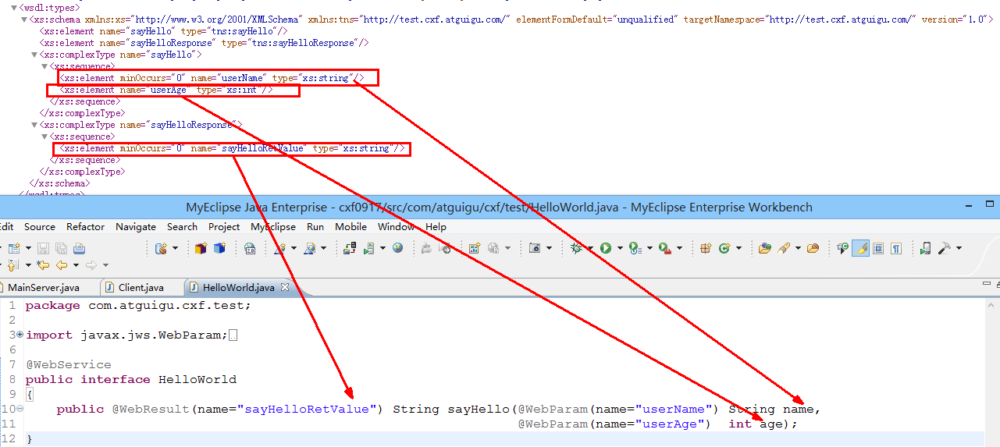 <wsdl:types>
<xs:schema xmlns:xs="http://www.w3.org/2001/XMLSchema" xmlns:tns="http://test.cxf.atguigu.com/" elementFormDefault="unqualified" targetNamespace="http://test.cxf.atguigu.com/" version="1.0">
<xs:element name="sayHello" type="tns:sayHello"/>
<xs:element name="sayHelloResponse" type="tns:sayHelloResponse"/>
<xs:complexType name="sayHello">
<xs:sequence>
<xs:element minOccurs="0" name="userName" type="xs:string"/>
<xs:element name="userAge" type="xs:int"/>
</xs:sequence>
</xs:complexType>
<xs:complexType name="sayHelloResponse">
<xs:sequence>
<xs:element minOccurs="0" name="sayHelloRetValue" type="xs:string"/>
</xs:sequence>
</xs:complexType>
</xs:schema>
</wsdl:types>
MyEclipse Java Enterprise - cxf0917/src/com/atguigu/cxf/test/HelloWorld.java - MyEclipse Enterprise Workbench
dit Source Refactor Navigate Search Project MyEclipse Run Mobile Window Help
MainServer.java Client.java HelloWorld.java
1 package com.atguigu.cxf.test;
2
3 import javax.jws.WebParam;
6
7 @WebService
8 public interface HelloWorld
9 {
10 public @WebResult(name="sayHelloRetValue") String sayHello(@WebParam(name="userName") String name,
11 @WebParam(name="userAge") int age);
12 }